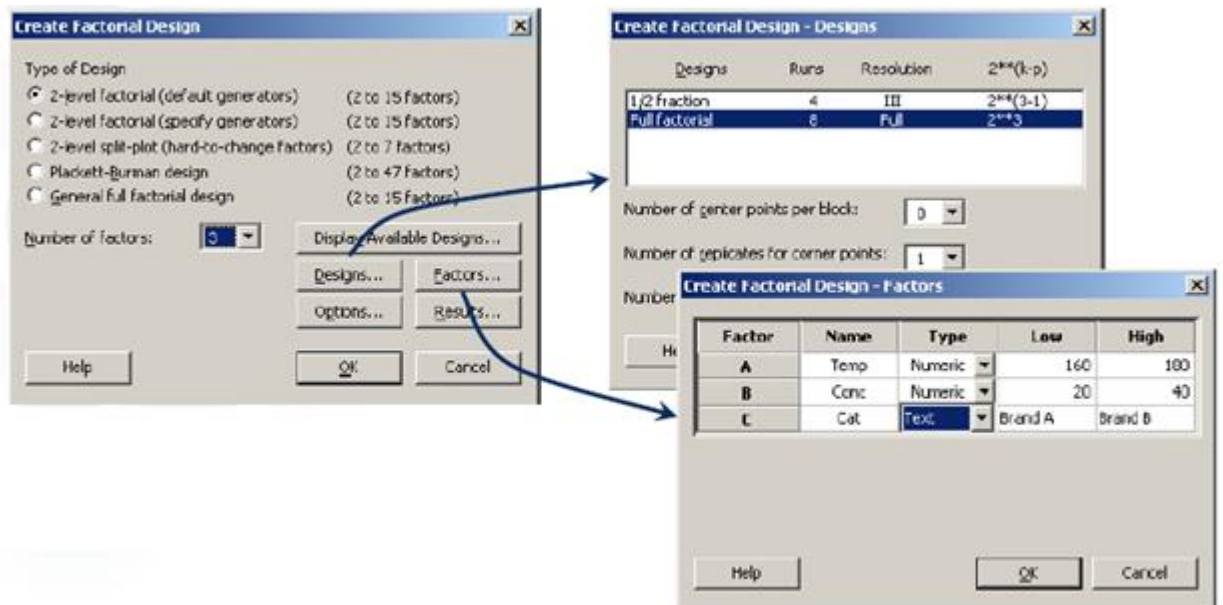 Create Factorial Design
Type of Design
2-level factorial (default generators) (2 to 15 factors)
2-level factorial (specify generators) (2 to 15 factors)
2-level split-plot (hard-to-change factors) (2 to 7 factors)
Plackett-Burman design (2 to 47 factors)
General full factorial design (2 to 15 factors)
Number of factors: 3
Display Available Designs...
Designs... Factors...
Options... Results...
Help OK Cancel
Create Factorial Design - Designs
Designs Runs Resolution 2**(k-p)
1/2 fraction 4 III 2**(3-1)
Full factorial 8 Full 2**3
Number of center points per block: 0
Number of replicates for corner points: 1
Number
He
Create Factorial Design - Factors
Factor Name Type Low High
A Temp Numeric 160 180
B Conc Numeric 20 40
C Cat Text Brand A Brand B
Help OK Cancel